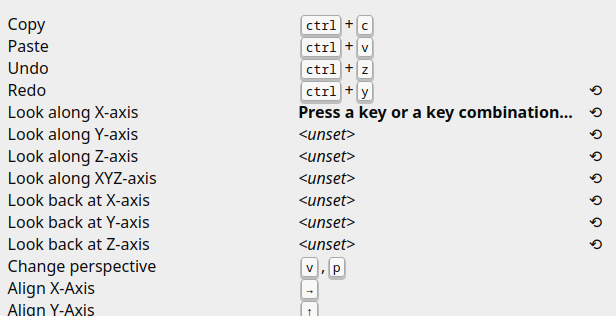 Copy ctrl + c
Paste ctrl + v
Undo ctrl + z
Redo ctrl + y ⟲
Look along X-axis Press a key or a key combination... ⟲
Look along Y-axis <unset> ⟲
Look along Z-axis <unset> ⟲
Look along XYZ-axis <unset> ⟲
Look back at X-axis <unset> ⟲
Look back at Y-axis <unset> ⟲
Look back at Z-axis <unset> ⟲
Change perspective v , p
Align X-Axis →
Align Y-Axis ↑